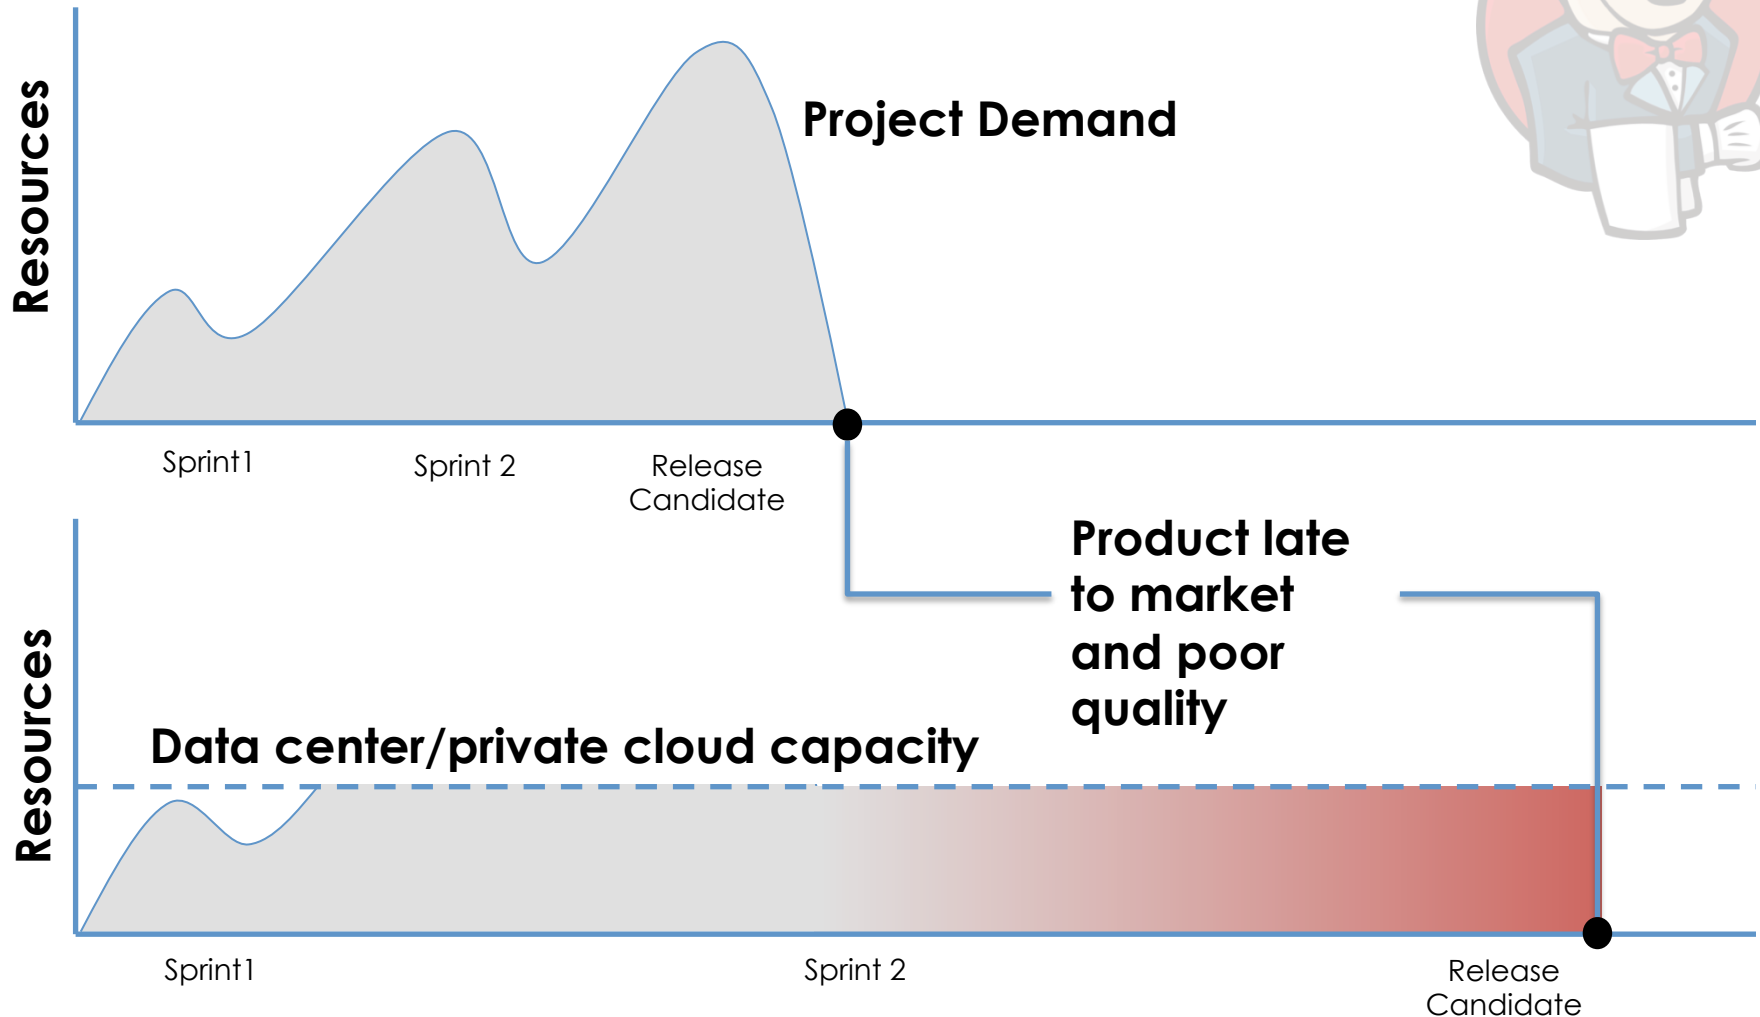 Resources
Project Demand
Sprint1
Sprint 2
Release
Candidate
Product late
to market
and poor
quality
Resources
Data center/private cloud capacity
Sprint1
Sprint 2
Release
Candidate